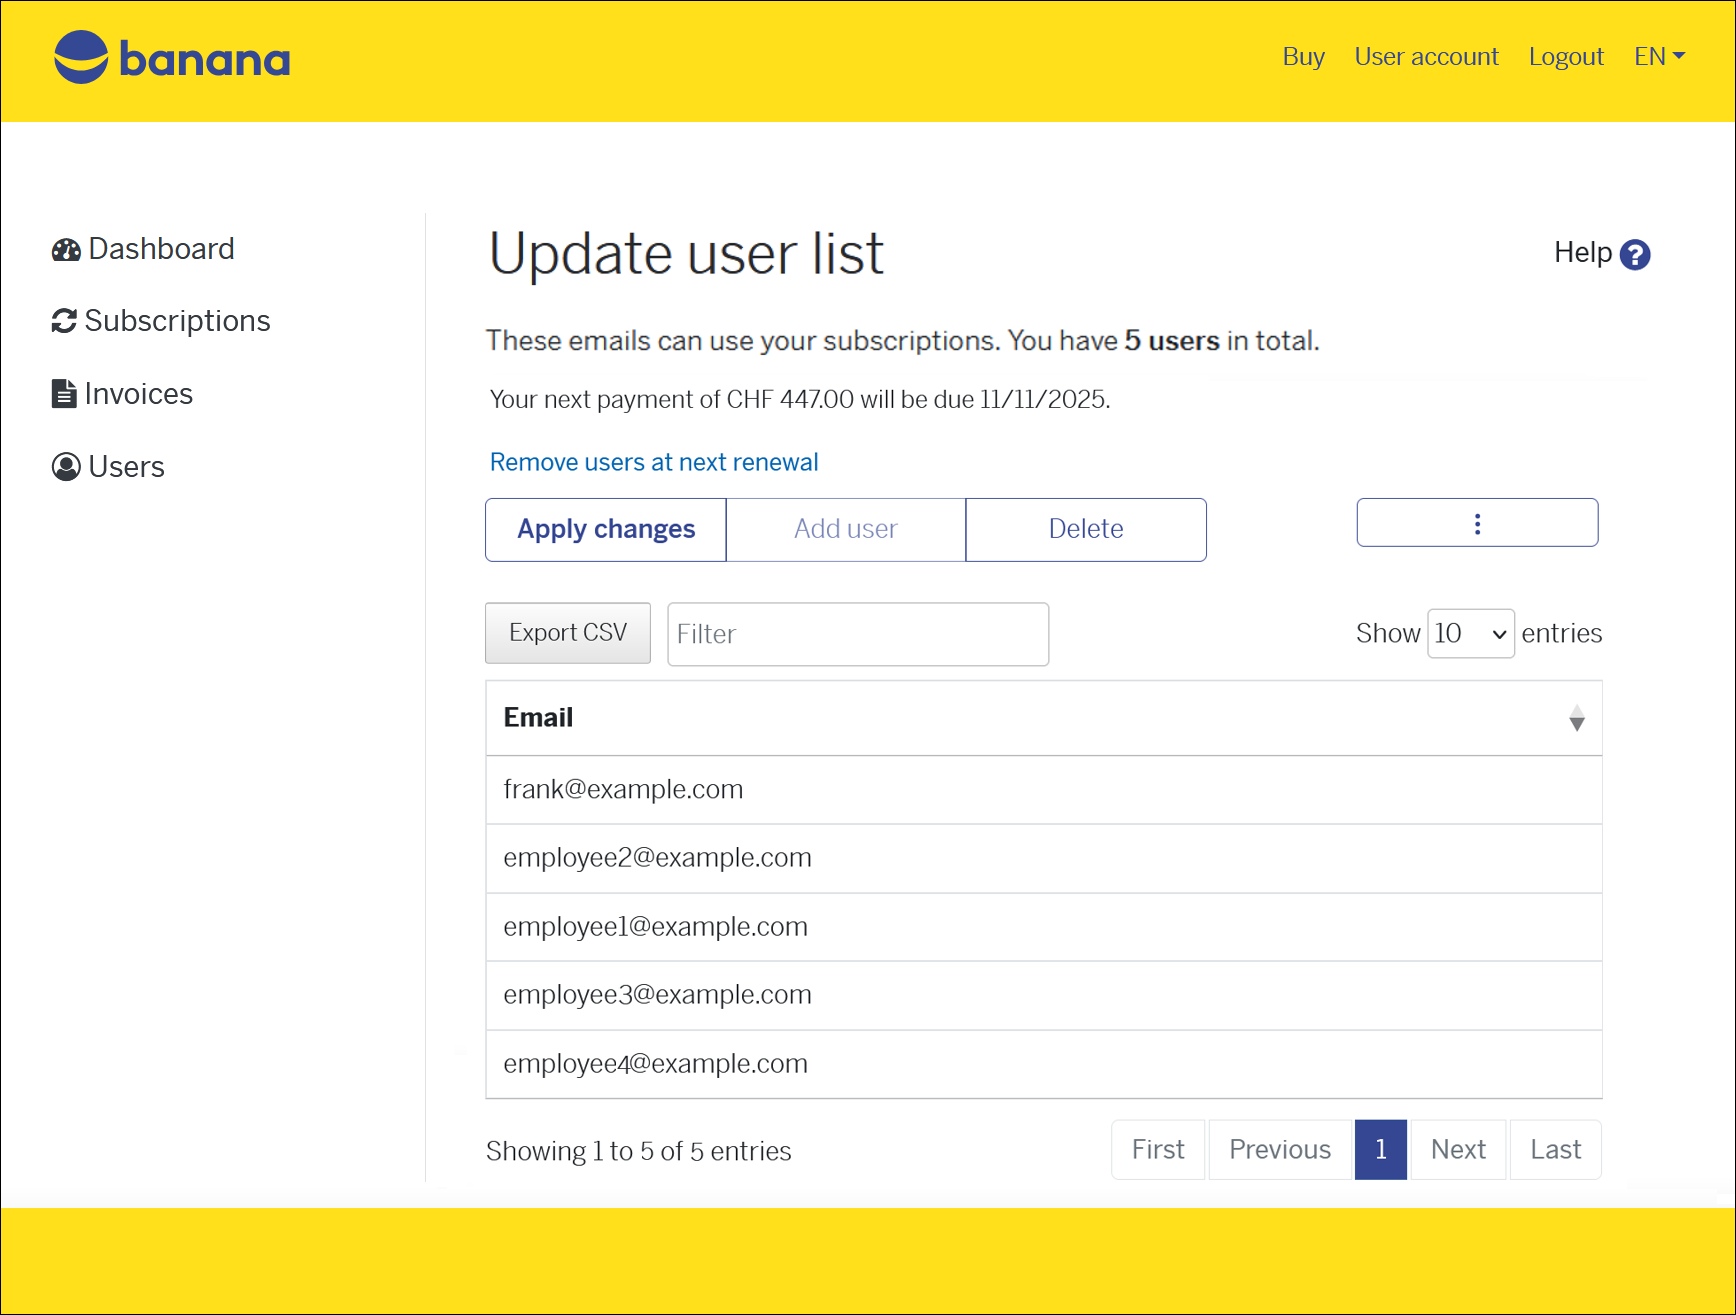 banana
Buy User account Logout EN
Dashboard
Subscriptions
Invoices
Users
Update user list
Help ?
These emails can use your subscriptions. You have 5 users in total.
Your next payment of CHF 447.00 will be due 11/11/2025.
Remove users at next renewal
Apply changes Add user Delete
Export CSV Filter Show 10 entries
Email
frank@example.com
employee2@example.com
employee1@example.com
employee3@example.com
employee4@example.com
Showing 1 to 5 of 5 entries
First Previous 1 Next Last